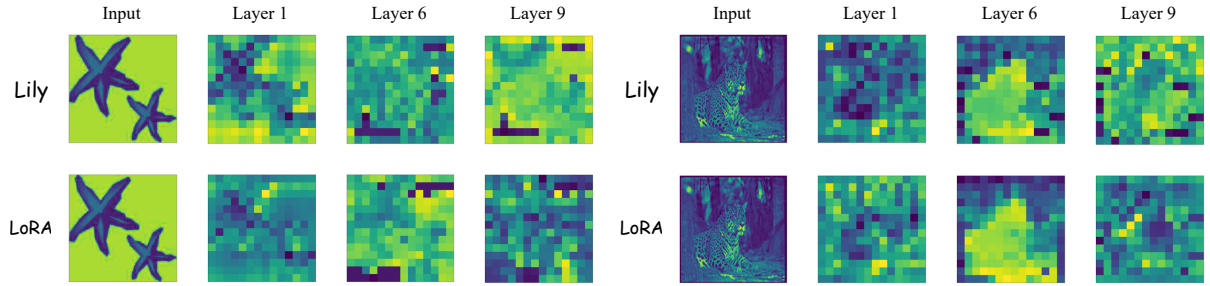 Input Layer 1 Layer 6 Layer 9 Input Layer 1 Layer 6 Layer 9
Lily Lily
LoRA LoRA